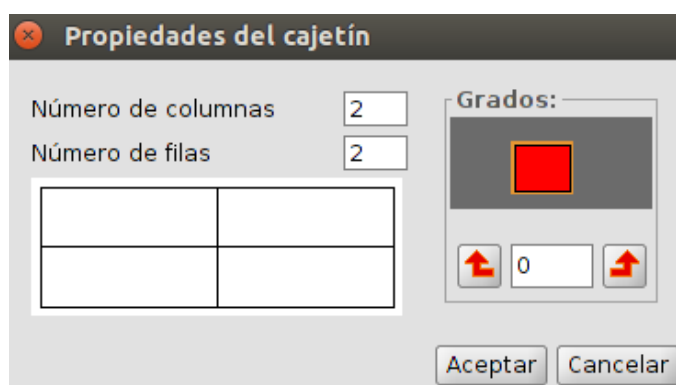 Propiedades del cajetín
Número de columnas 2
Número de filas 2
Grados:
0
Aceptar Cancelar